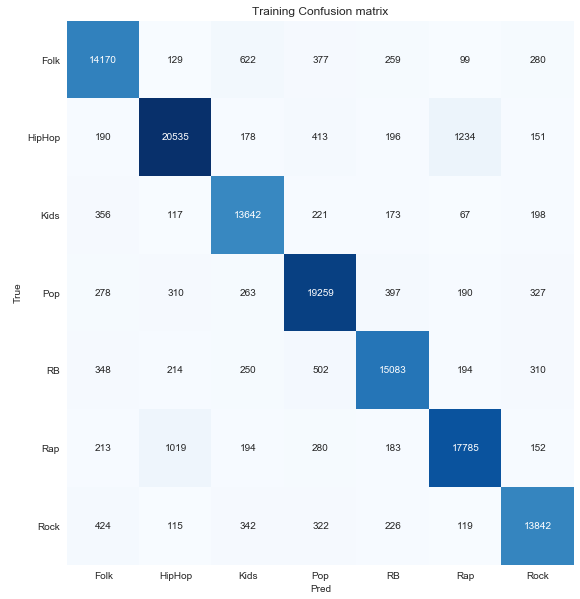 Training Confusion matrix
Folk 14170 129 622 377 259 99 280
HipHop 190 20535 178 413 196 1234 151
Kids 356 117 13642 221 173 67 198
True
Pop 278 310 263 19259 397 190 327
RB 348 214 250 502 15083 194 310
Rap 213 1019 194 280 183 17785 152
Rock 424 115 342 322 226 119 13842
Folk HipHop Kids Pop RB Rap Rock
Pred